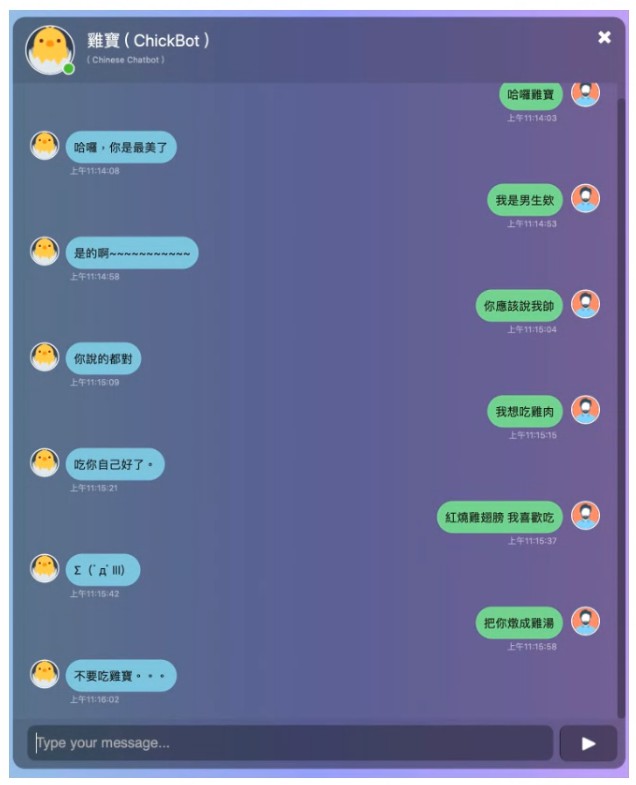 雞寶 ( ChickBot )
( Chinese Chatbot )
哈囉雞寶
上午11:14:03
哈囉，你是最美了
上午11:14:08
我是男生欸
上午11:14:53
是的啊~~~~~~~~~~~
上午11:14:58
你應該說我帥
上午11:15:04
你說的都對
上午11:15:09
我想吃雞肉
上午11:15:15
吃你自己好了。
上午11:15:21
紅燒雞翅膀 我喜歡吃
上午11:15:37
Σ (ﾟдﾟlll)
上午11:15:42
把你燉成雞湯
上午11:15:58
不要吃雞寶。。。
上午11:16:02
Type your message...